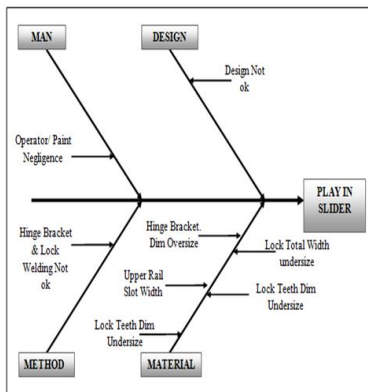 MAN
DESIGN
Design Not
ok
Operator/ Paint
Negligence
PLAY IN
SLIDER
Hinge Bracket
& Lock
Welding Not
ok
Hinge Bracket.
Dim Oversize
Lock Total Width
undersize
Upper Rail
Slot Width
Lock Teeth Dim
Undersize
Lock Teeth Dim
Undersize
METHOD
MATERIAL